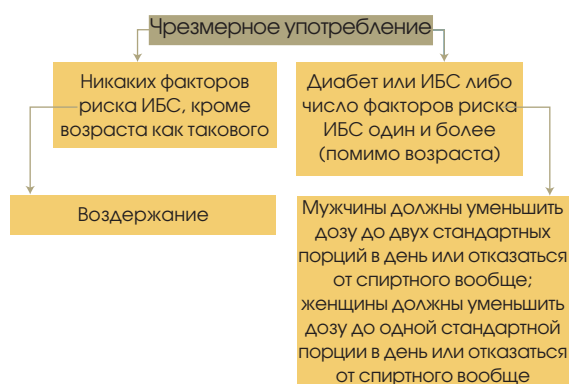 Чрезмерное употребление
Никаких факторов
риска ИБС, кроме
возраста как такового
Диабет или ИБС либо
число факторов риска
ИБС один и более
(помимо возраста)
Воздержание
Мужчины должны уменьшить
дозу до двух стандартных
порций в день или отказаться
от спиртного вообще;
женщины должны уменьшить
дозу до одной стандартной
порции в день или отказаться
от спиртного вообще